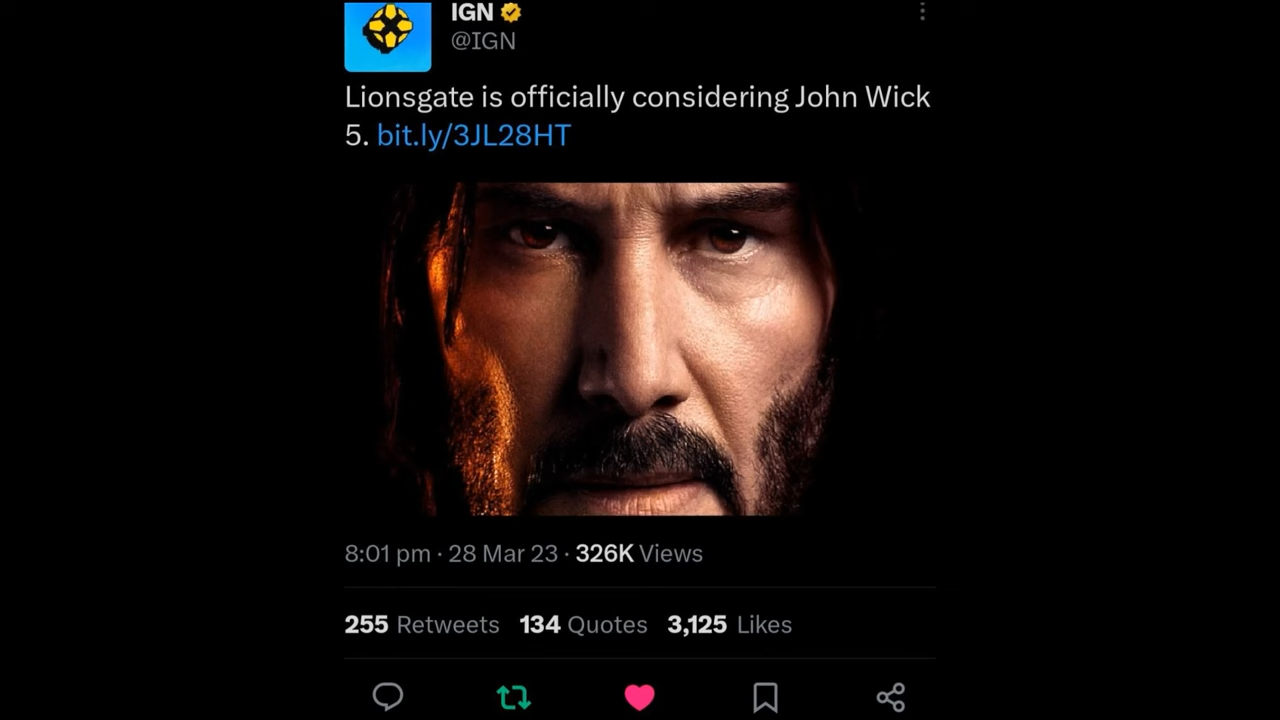 IGN
@IGN
Lionsgate is officially considering John Wick
5. bit.ly/3JL28HT
8:01 pm · 28 Mar 23 · 326K Views
255 Retweets 134 Quotes 3,125 Likes